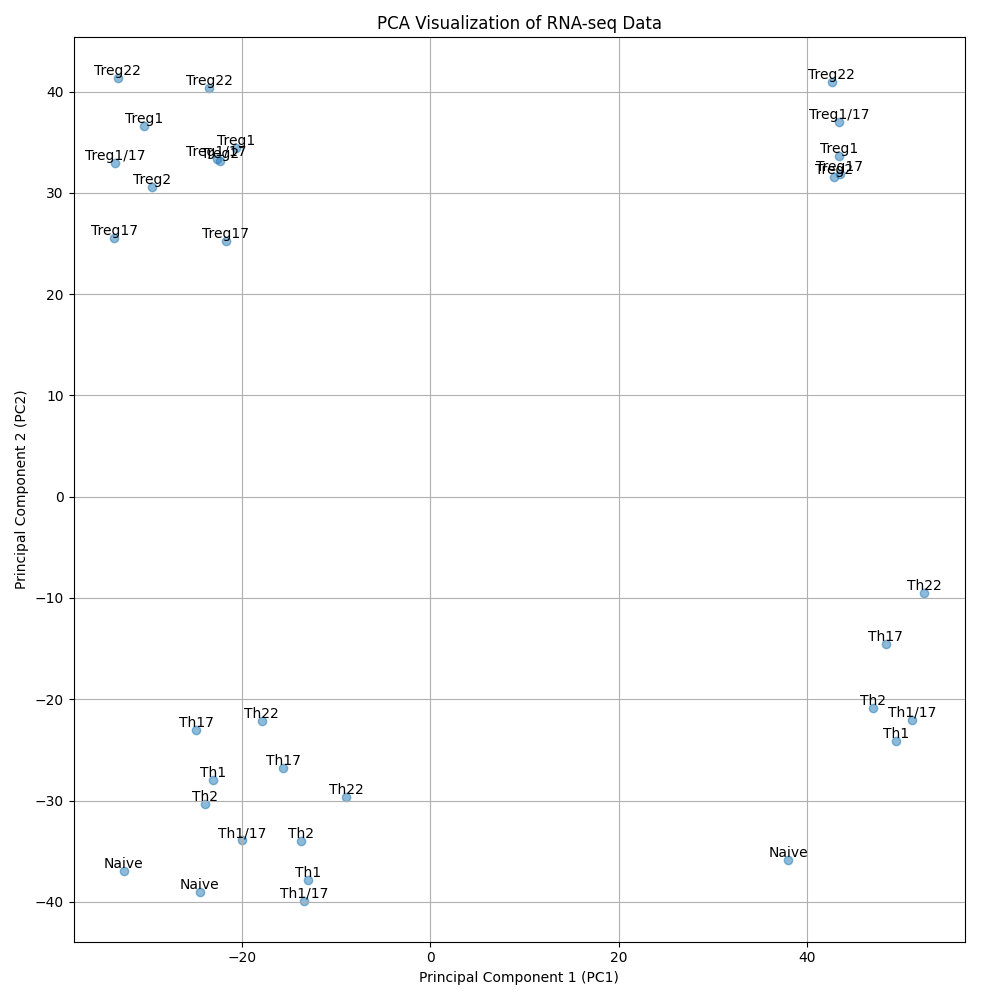 PCA Visualization of RNA-seq Data
Treg22
Treg22
Treg22
Treg1
Treg1/17
Treg1
Treg1/17
Treg2
Treg1/17
Treg1
Treg2
Treg17
Treg2
Treg17
Treg17
Th22
Th17
Th2
Th1/17
Th1
Th22
Th17
Th17
Th1
Th22
Th2
Th1/17
Th2
Naive
Naive
Th1
Naive
Th1/17
40
30
20
10
0
−10
−20
−30
−40
−20
0
20
40
Principal Component 2 (PC2)
Principal Component 1 (PC1)